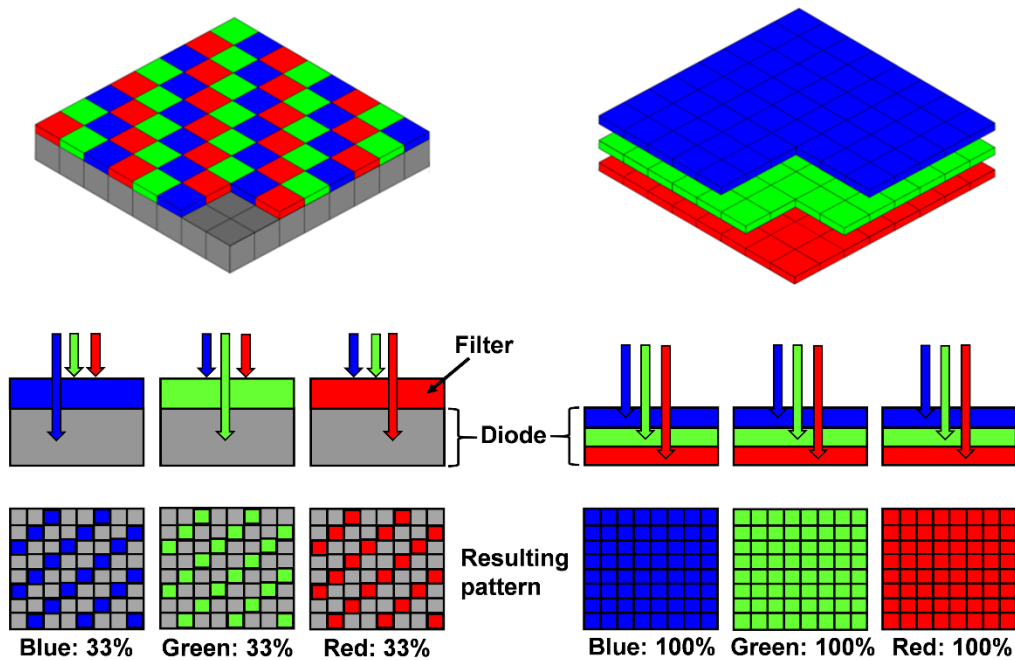 Filter
Diode
Resulting
pattern
Blue: 33%
Green: 33%
Red: 33%
Blue: 100%
Green: 100%
Red: 100%